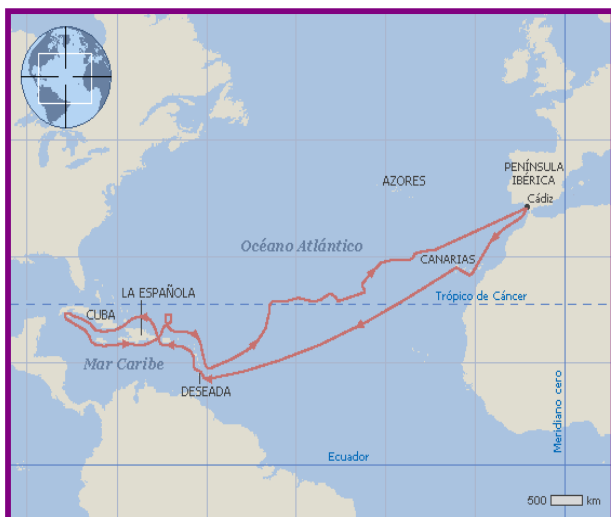 AZORES
PENÍNSULA
IBÉRICA
Cádiz
Océano Atlántico
CANARIAS
LA ESPAÑOLA
Trópico de Cáncer
CUBA
Mar Caribe
DESEADA
Meridiano cero
Ecuador
500 km